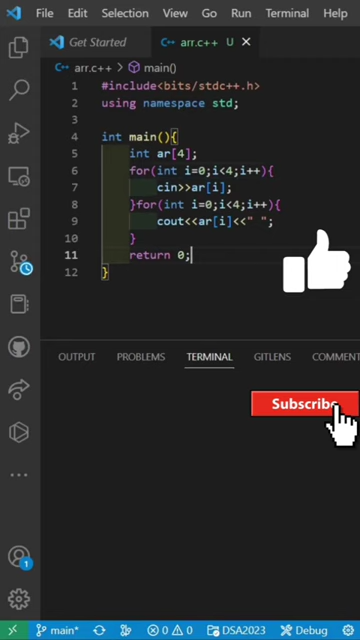 File Edit Selection View Go Run Terminal Help
Get Started arr.c++ U
arr.c++ > main()
1 #include<bits/stdc++.h>
2 using namespace std;
3
4 int main(){
5 int ar[4];
6 for(int i=0;i<4;i++){
7 cin>>ar[i];
8 }for(int i=0;i<4;i++){
9 cout<<ar[i]<<" ";
10 }
11 return 0;
12 }
OUTPUT PROBLEMS TERMINAL GITLENS COMMENT
Subscribe
1
main* 0 0 DSA2023 Debug